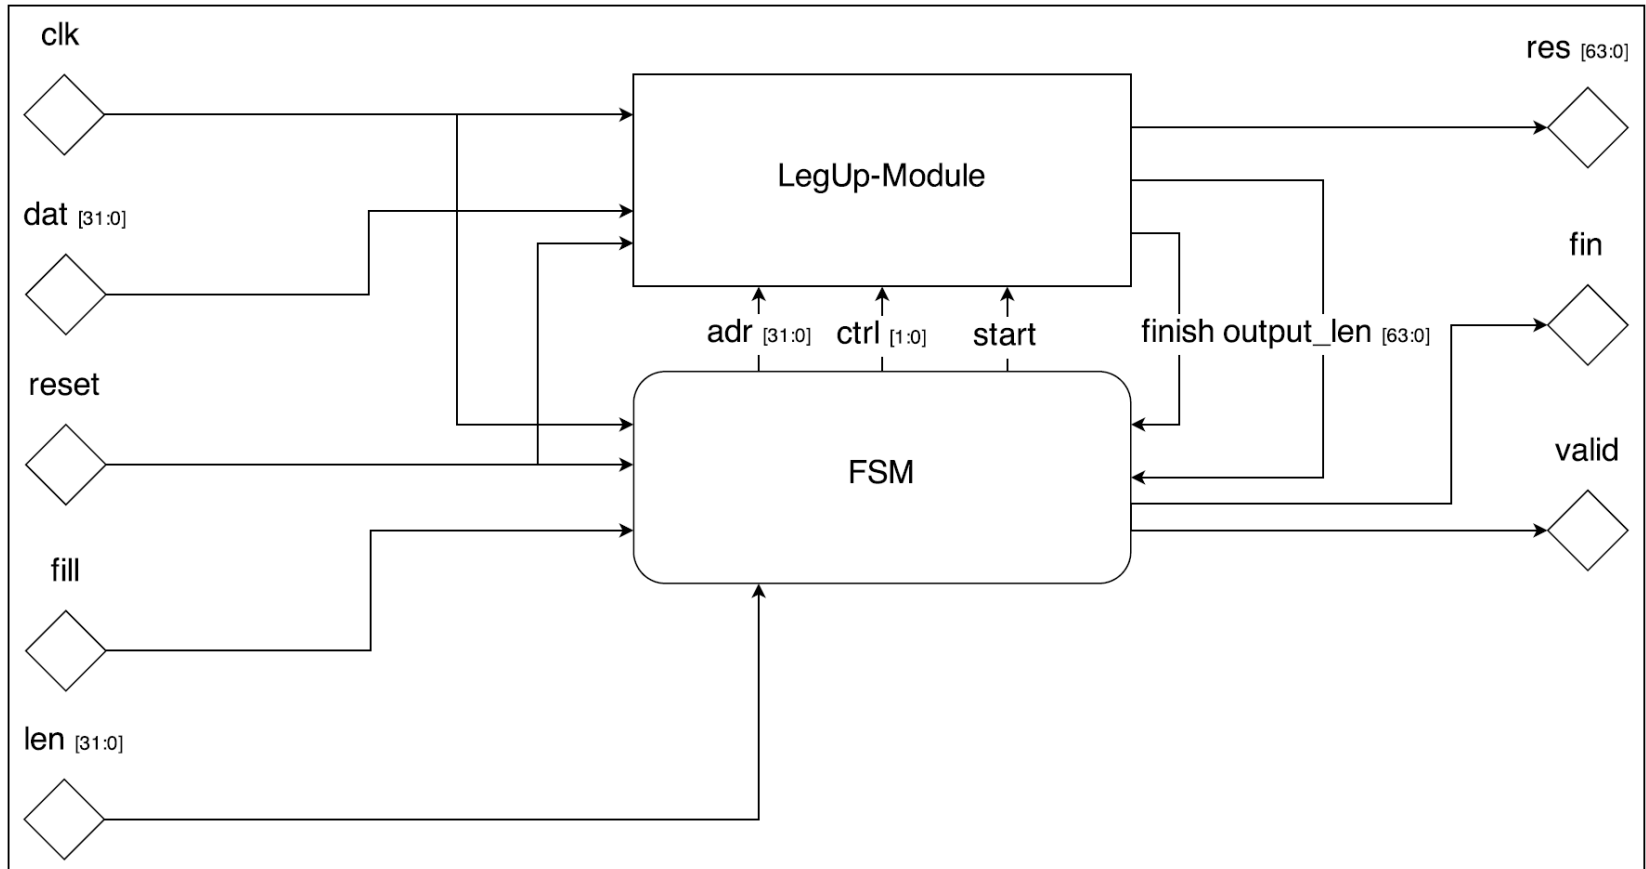 clk
res [63:0]
LegUp-Module
dat [31:0]
fin
adr [31:0] ctrl [1:0] start finish output_len [63:0]
reset
valid
FSM
fill
len [31:0]